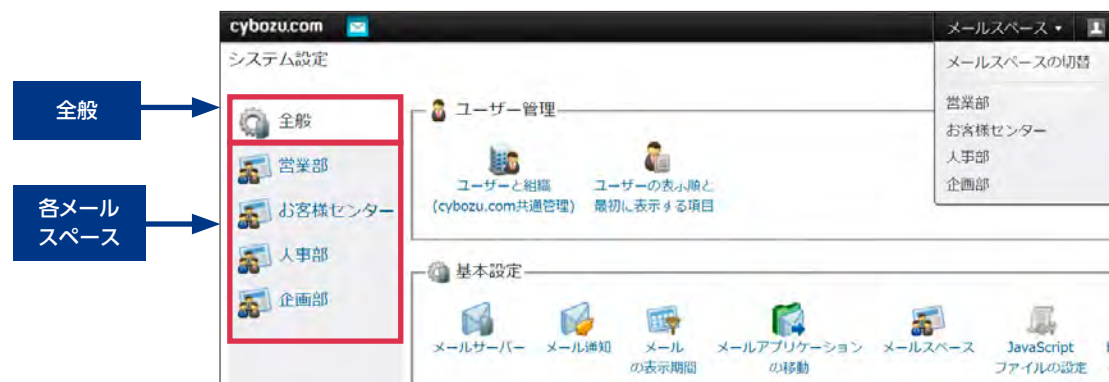 cybozu.com
メールスペース
システム設定
メールスペースの切替
営業部
お客様センター
人事部
企画部
全般
各メール
スペース
全般
営業部
お客様センター
人事部
企画部
ユーザー管理
ユーザーと組織
(cybozu.com共通管理)
ユーザーの表示順と
最初に表示する項目
基本設定
メールサーバー
メール通知
メール
の表示期間
メールアプリケーション
の移動
メールスペース
JavaScript
ファイルの設定